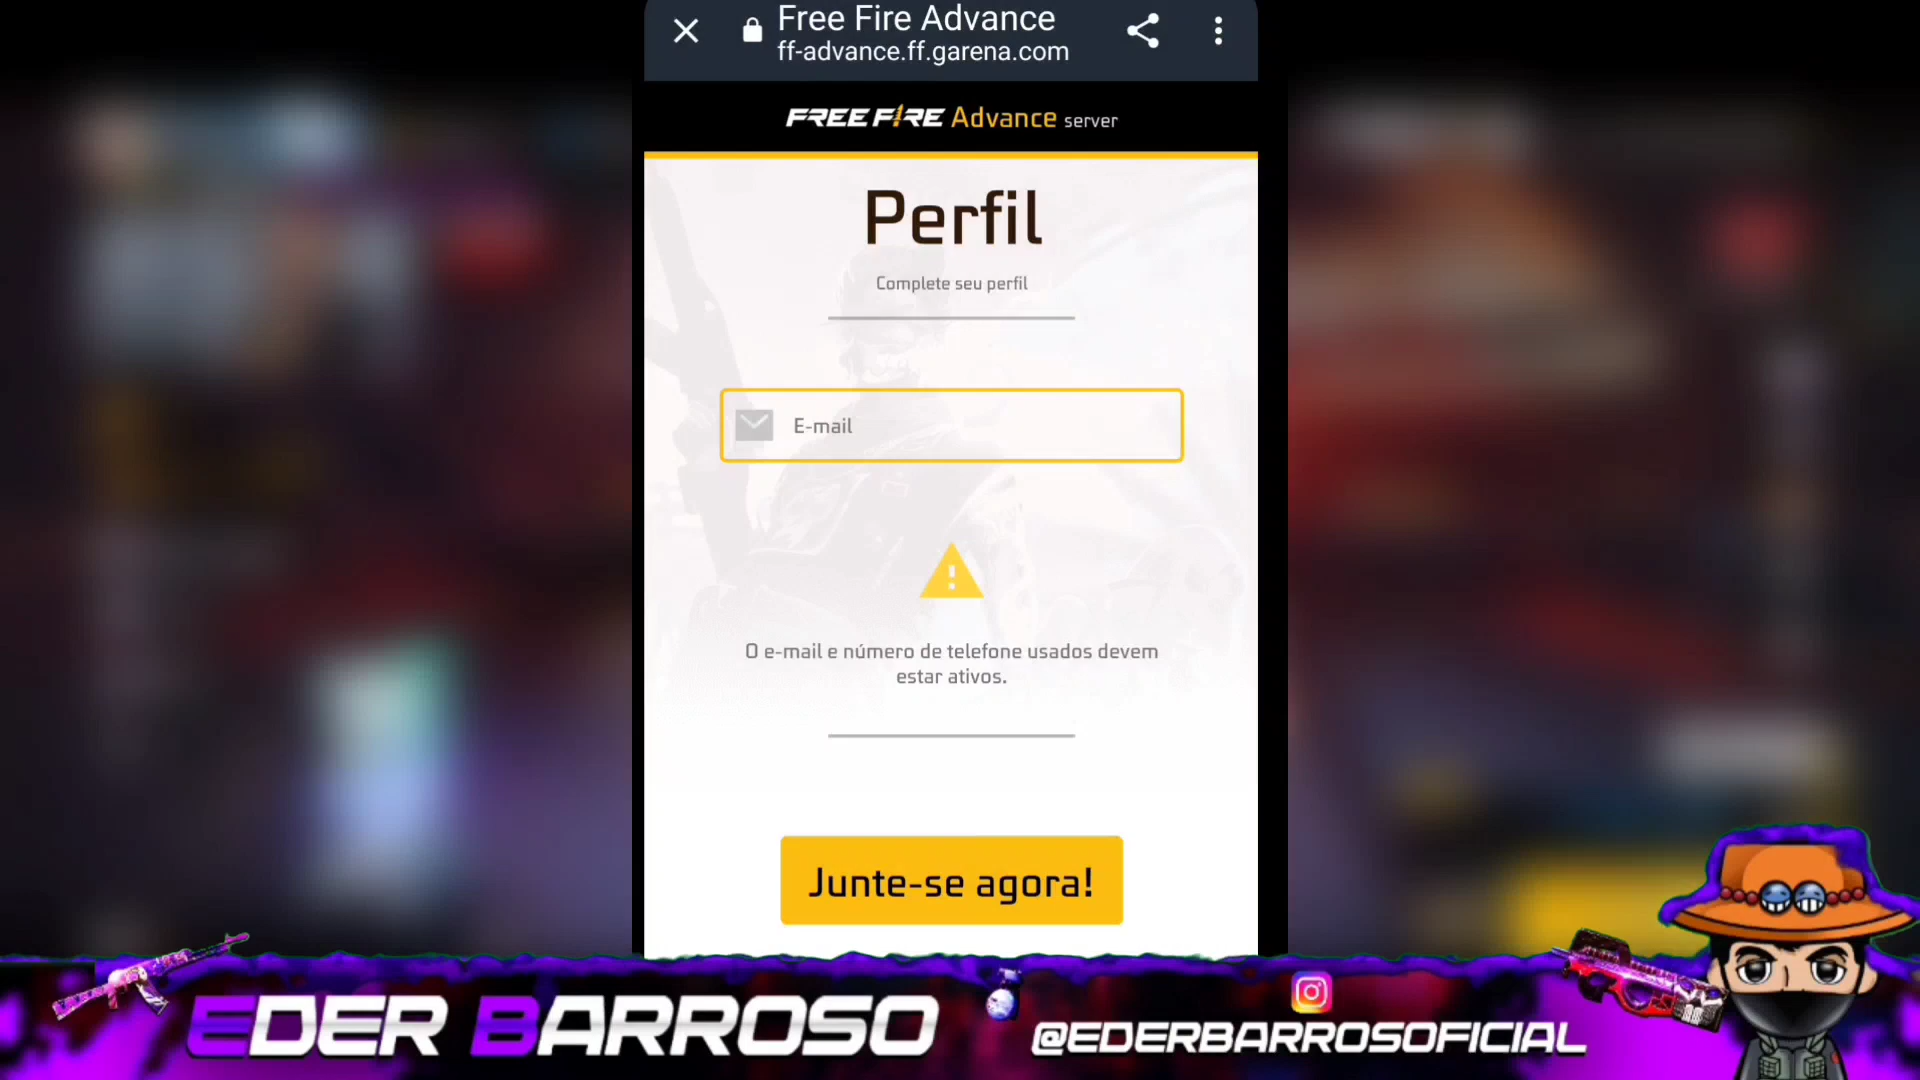 Free Fire Advance
ff-advance.ff.garena.com
FREE FIRE Advance server
Perfil
Complete seu perfil
E-mail
O e-mail e número de telefone usados devem
estar ativos.
Junte-se agora!
EDER BARROSO
@EDERBARROSOFICIAL